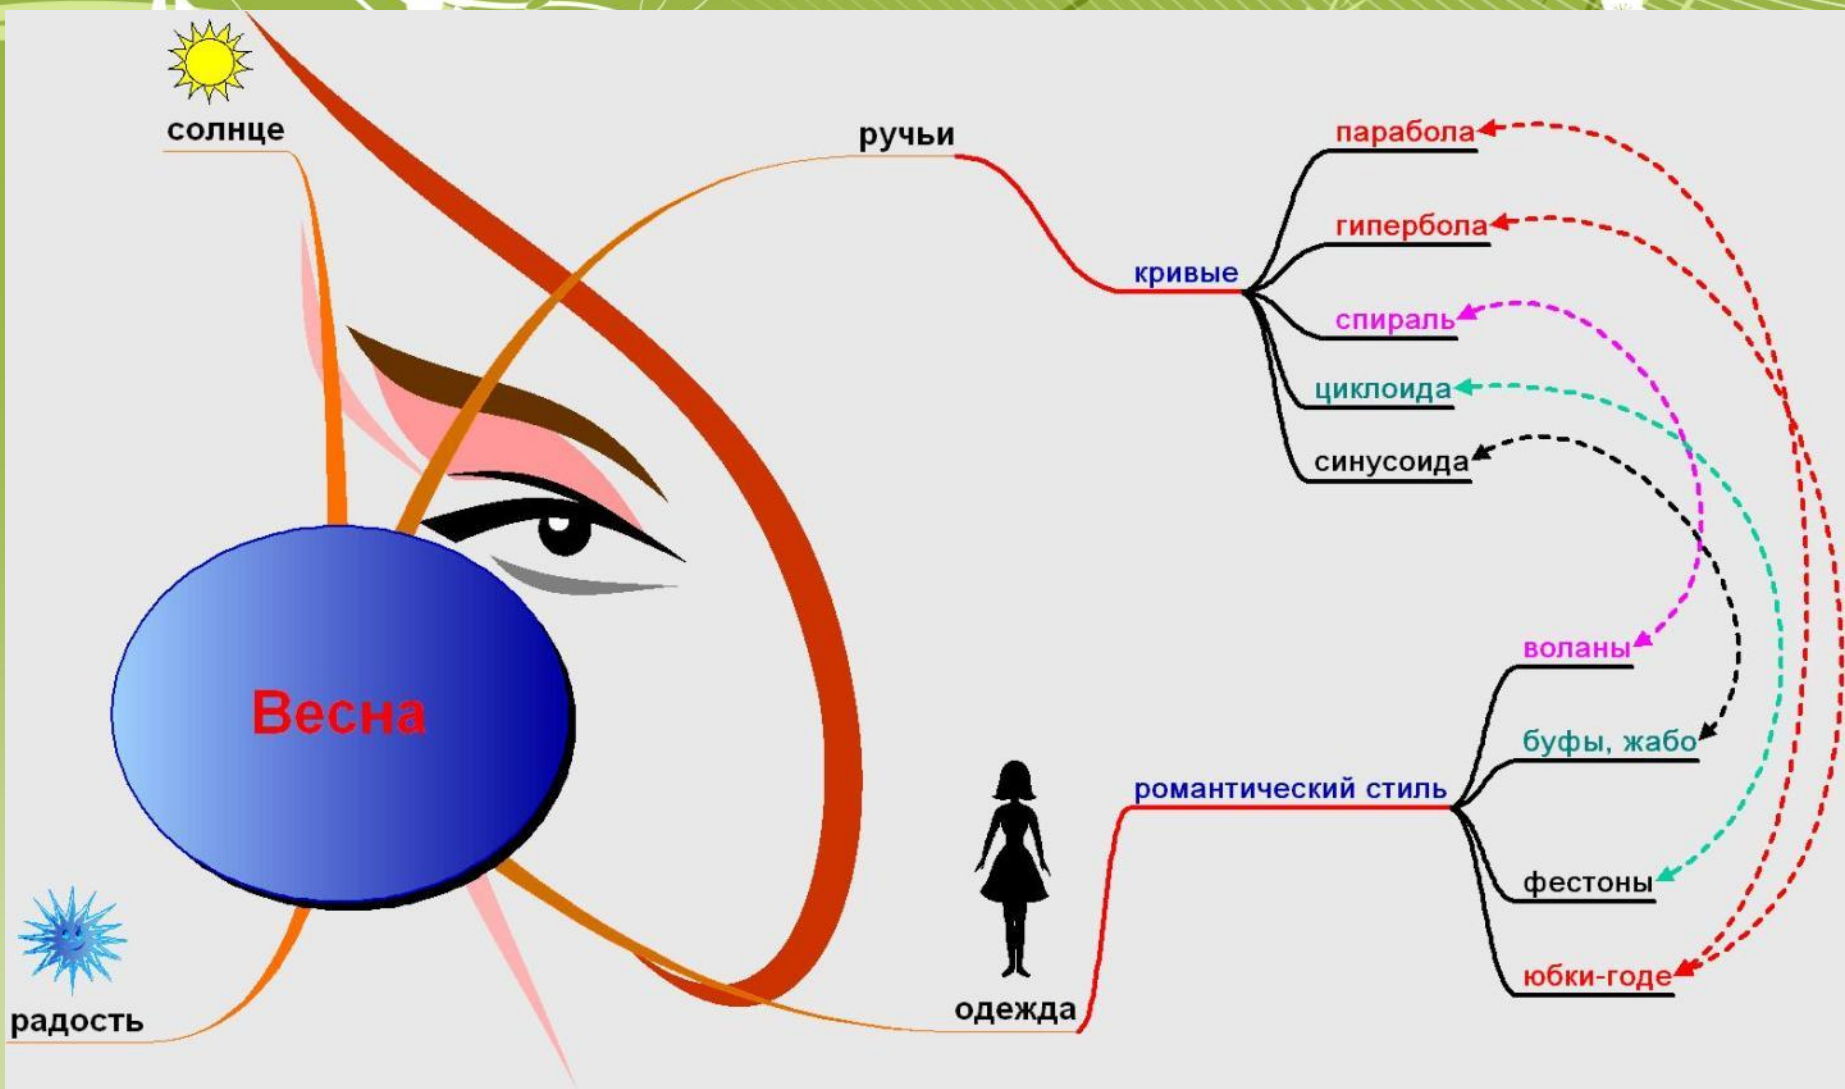 солнце
ручьи
парабола
гипербола
кривые
спираль
циклоида
синусоида
Весна
воланы
буфы, жабо
романтический стиль
фестоны
юбки-годе
одежда
радость